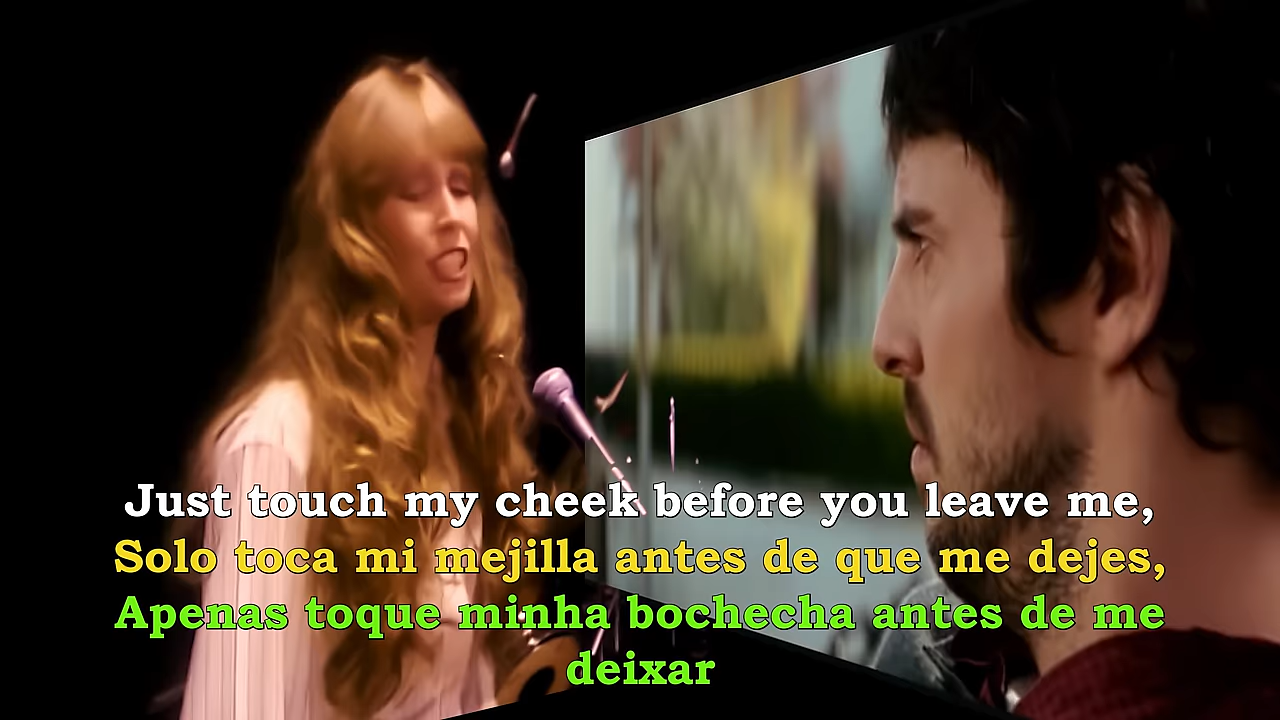 Just touch my cheek before you leave me,
Solo toca mi mejilla antes de que me dejes,
Apenas toque minha bochecha antes de me
deixar